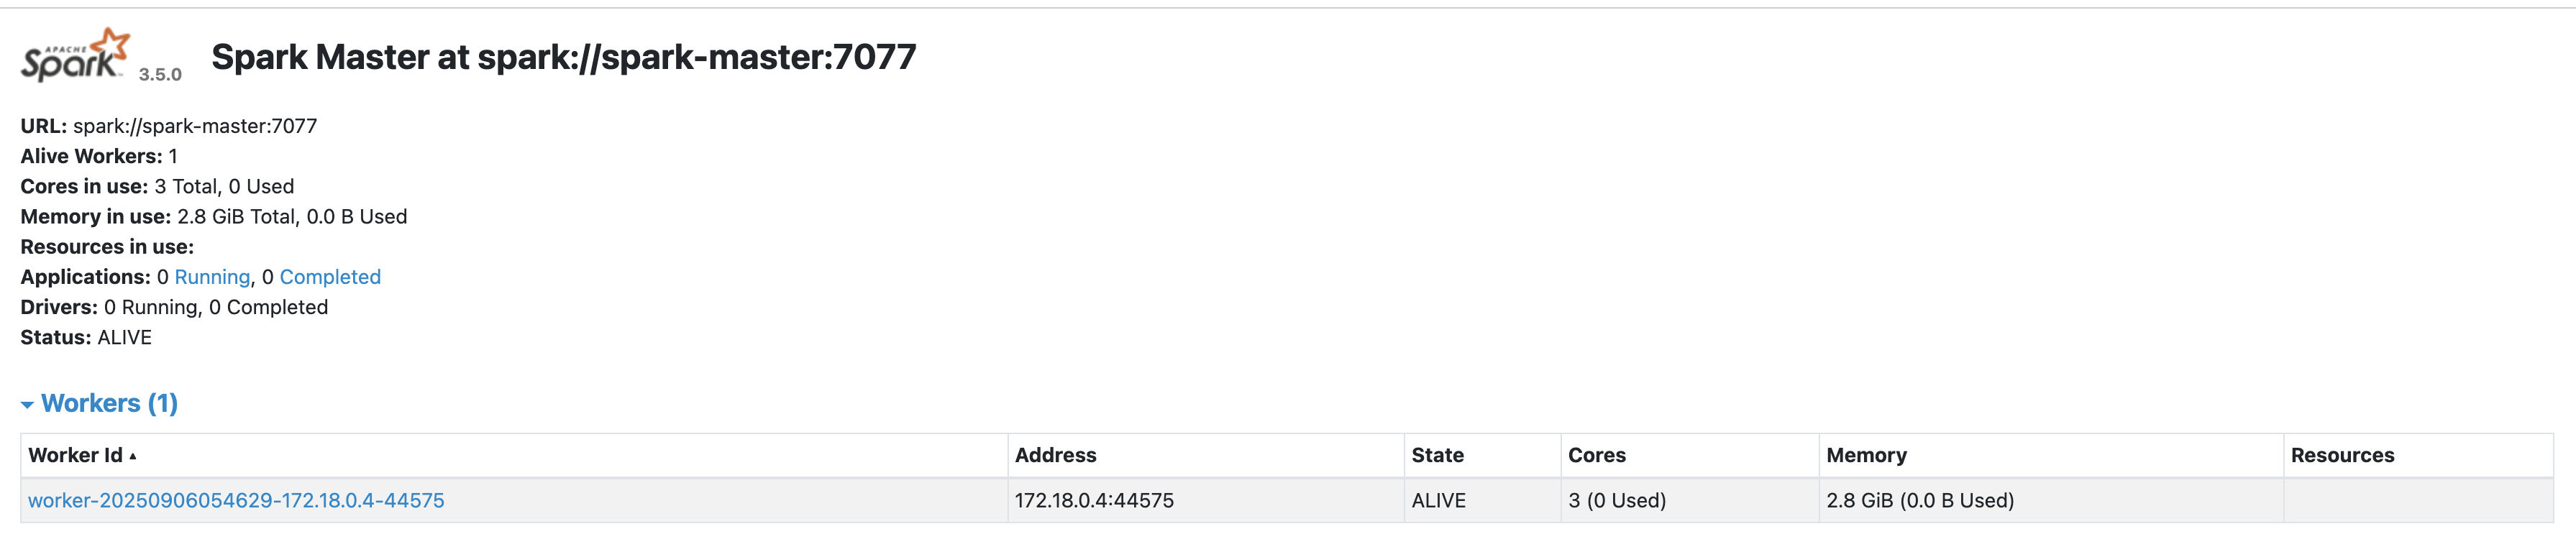 APACHE
Spark 3.5.0 Spark Master at spark://spark-master:7077
URL: spark://spark-master:7077
Alive Workers: 1
Cores in use: 3 Total, 0 Used
Memory in use: 2.8 GiB Total, 0.0 B Used
Resources in use:
Applications: 0 Running, 0 Completed
Drivers: 0 Running, 0 Completed
Status: ALIVE
Workers (1)
Worker Id Address State Cores Memory Resources
worker-20250906054629-172.18.0.4-44575 172.18.0.4:44575 ALIVE 3 (0 Used) 2.8 GiB (0.0 B Used)